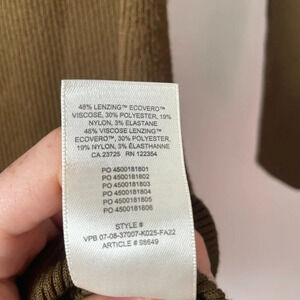 48% LENZING™ ECOVERO™
VISCOSE, 30% POLYESTER, 19%
NYLON, 3% ELASTANE
48% VISCOSE LENZING™
ECOVERO™, 30% POLYESTER,
19% NYLON, 3% ELASTHANNE
CA 23725 RN 122354
PO 4500181801
PO 4500181802
PO 4500181803
PO 4500181804
PO 4500181805
PO 4500181806
STYLE #
VPB 07-08-37007-K025-FA22
ARTICLE # 98649